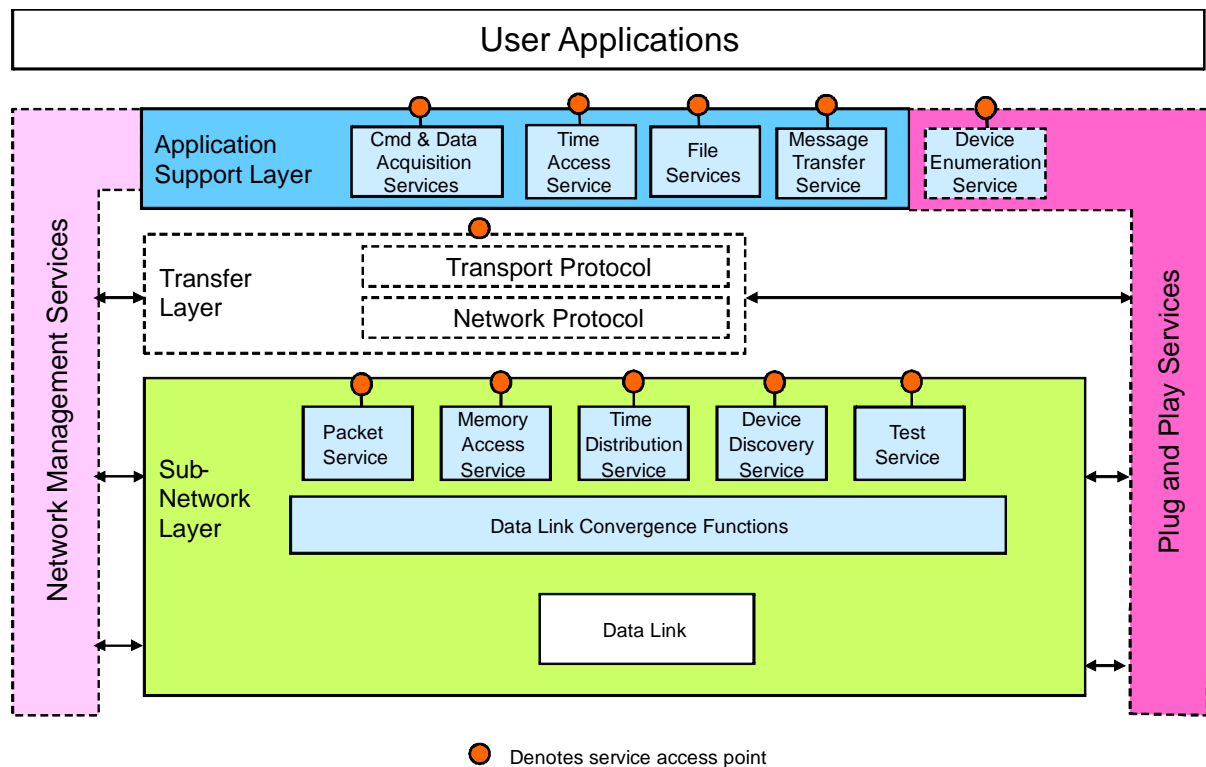 User Applications
Application
Support Layer
Cmd & Data
Acquisition
Services
Time
Access
Service
File
Services
Message
Transfer
Service
Device
Enumeration
Service
Network Management Services
Transfer
Layer
Transport Protocol
Network Protocol
Plug and Play Services
Sub-
Network
Layer
Packet
Service
Memory
Access
Service
Time
Distribution
Service
Device
Discovery
Service
Test
Service
Data Link Convergence Functions
Data Link
Denotes service access point